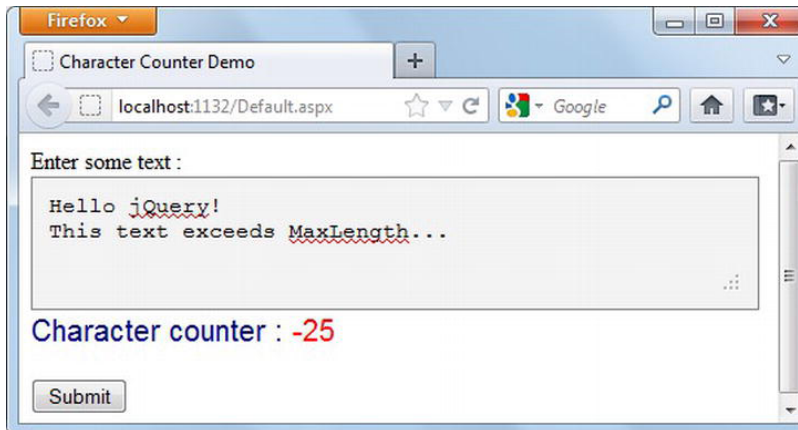 Firefox
Character Counter Demo
localhost:1132/Default.aspx
Google
Enter some text :
Hello jQuery!
This text exceeds MaxLength...
Character counter : -25
Submit